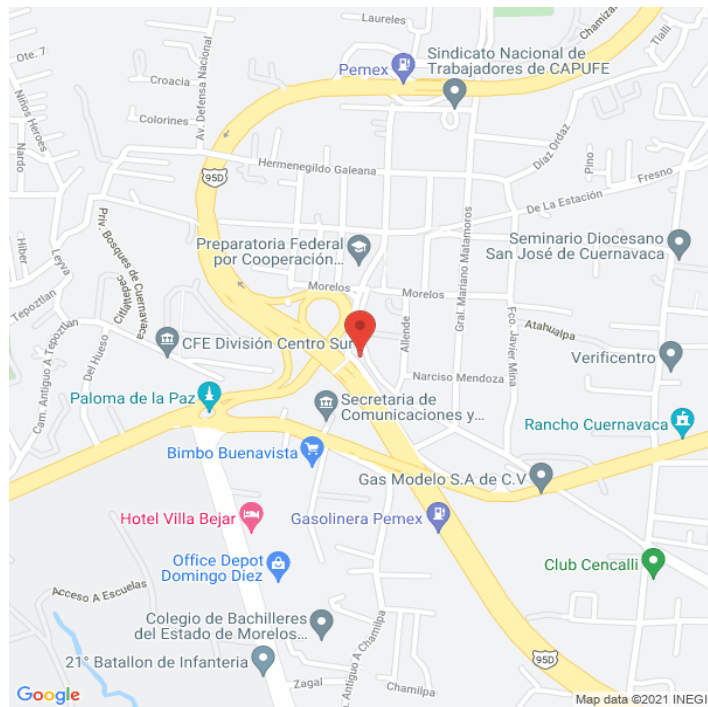 Laureles
Chamizal
Tlalli
Sindicato Nacional de
Trabajadores de CAPUFE
Pemex
Ote. 7
Croacia
Av. Defensa Nacional
Niños Heroes
Colorines
Díaz Ordaz
Nardo
Hermenegildo Galeana
Pino
Fresno
95D
De La Estación
Priv. Bosques de Cuernavaca
Gral. Mariano Matamoros
Hiber
Leyva
Preparatoria Federal
por Cooperación...
Seminario Diocesano
San José de Cuernavaca
Citlaltepec
Morelos
Morelos
Cam. Antiguo A Tepoztlan
Tepoztlan
Atahualpa
Allende
Fco. Javier Mina
CFE División Centro Sur
Del Hueso
Verificentro
Narciso Mendoza
Paloma de la Paz
Secretaria de
Comunicaciones y...
Rancho Cuernavaca
Bimbo Buenavista
Gas Modelo S.A de C.V
Hotel Villa Bejar
Gasolinera Pemex
Office Depot
Domingo Diez
Club Cencalli
Acceso A Escuelas
Colegio de Bachilleres
del Estado de Morelos...
. Antiguo A Chamilpa
21° Batallon de Infanteria
95D
Zagal
Chamilpa
Google
Map data ©2021 INEGI